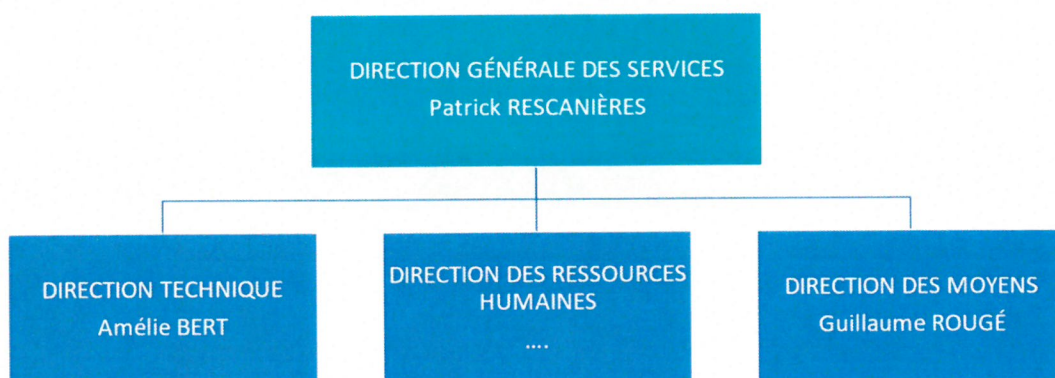 DIRECTION GÉNÉRALE DES SERVICES
Patrick RESCANIÈRES
DIRECTION TECHNIQUE
Amélie BERT
DIRECTION DES RESSOURCES
HUMAINES
....
DIRECTION DES MOYENS
Guillaume ROUGÉ